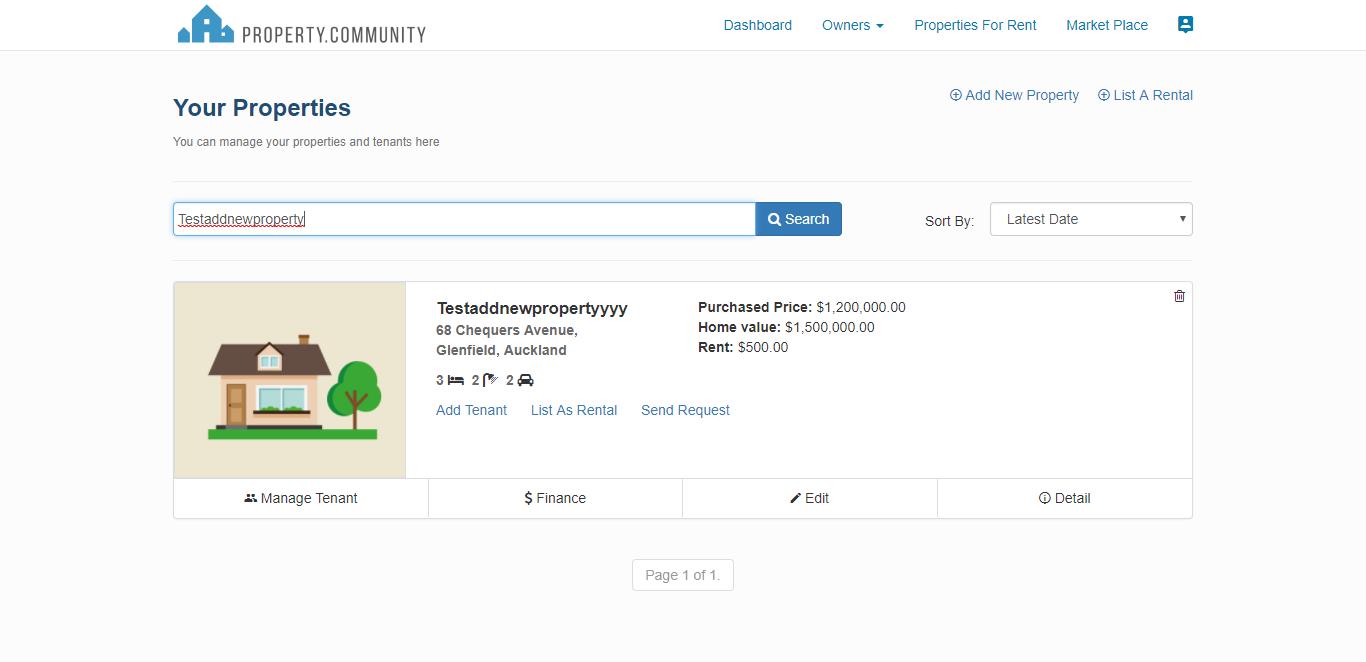 PROPERTY.COMMUNITY
Dashboard Owners Properties For Rent Market Place
Your Properties
Add New Property List A Rental
You can manage your properties and tenants here
Testaddnewproperty Search Sort By: Latest Date
Testaddnewpropertyyyy
68 Chequers Avenue,
Glenfield, Auckland
3 2 2
Add Tenant List As Rental Send Request
Purchased Price: $1,200,000.00
Home value: $1,500,000.00
Rent: $500.00
Manage Tenant $ Finance Edit Detail
Page 1 of 1.